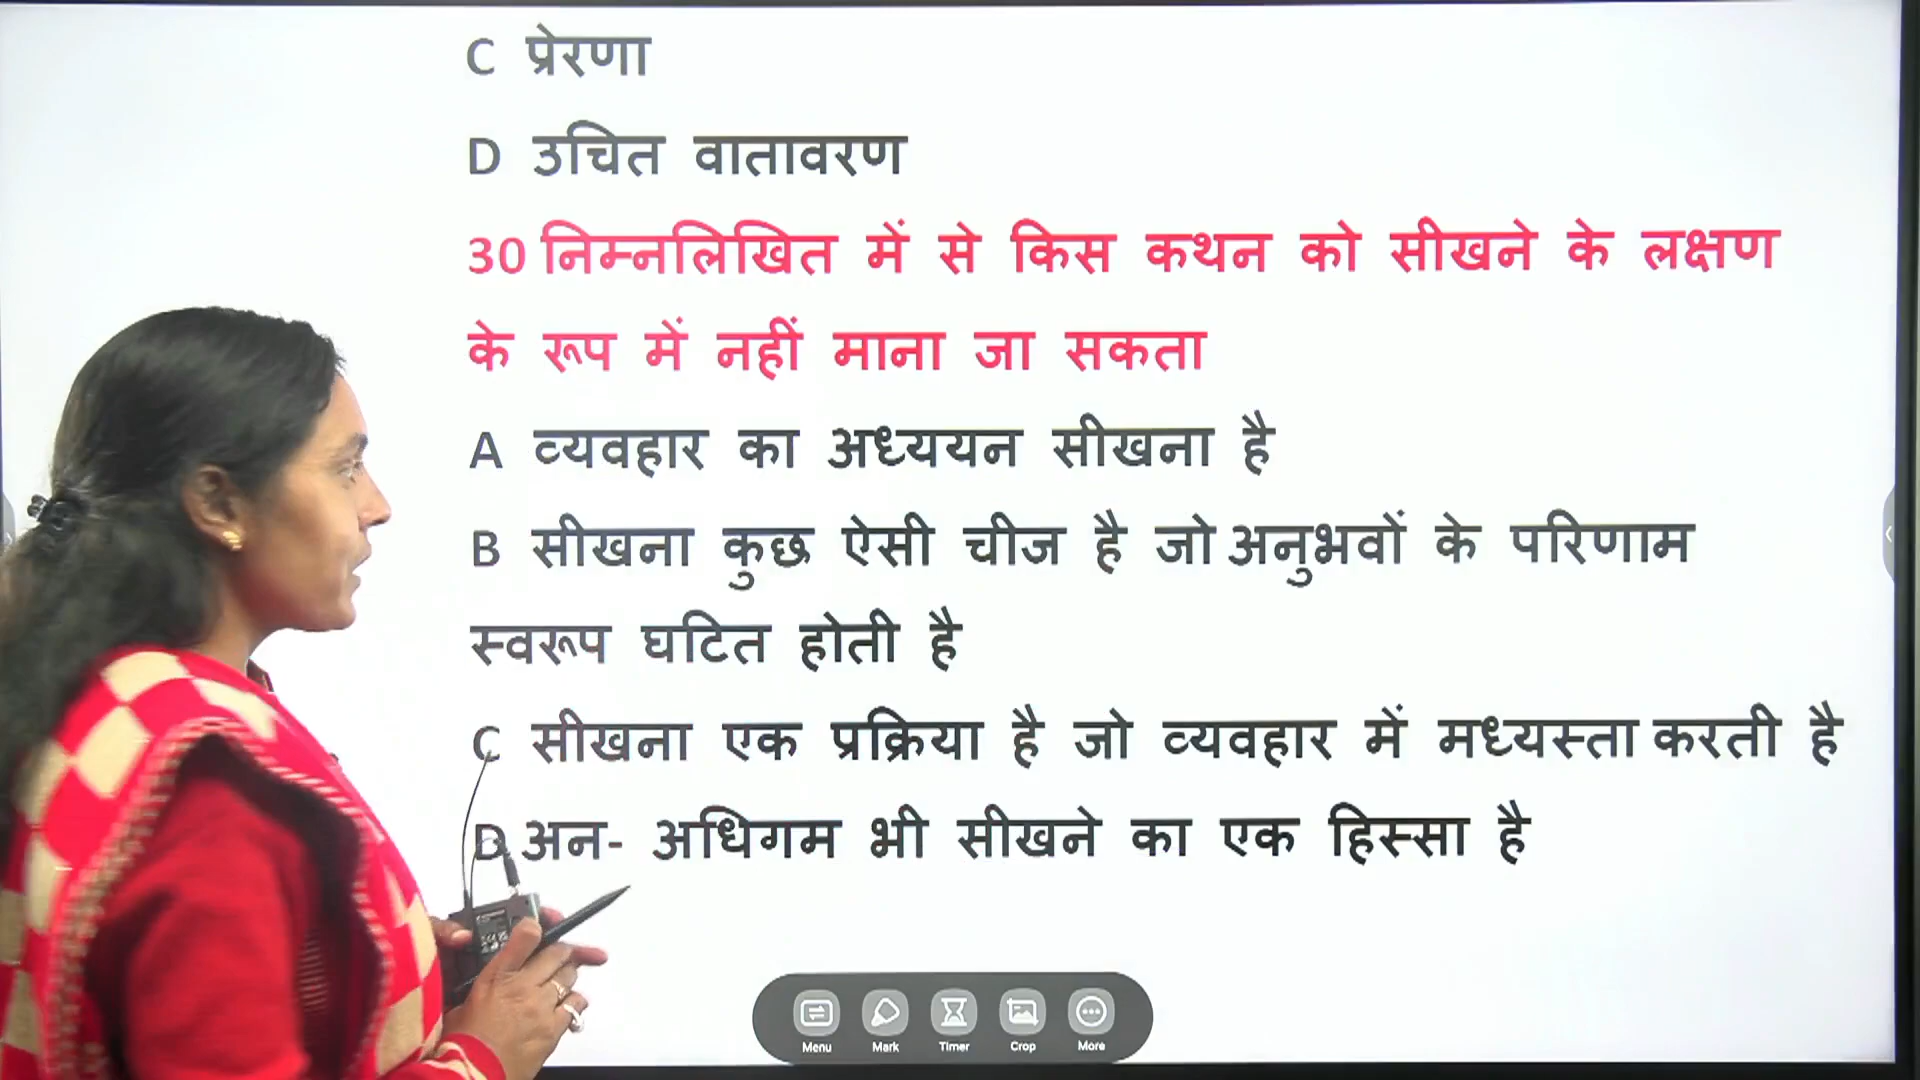 C प्रेरणा
D उचित वातावरण
30 निम्नलिखित में से किस कथन को सीखने के लक्षण
के रूप में नहीं माना जा सकता
A व्यवहार का अध्ययन सीखना है
B सीखना कुछ ऐसी चीज है जो अनुभवों के परिणाम
स्वरूप घटित होती है
C सीखना एक प्रक्रिया है जो व्यवहार में मध्यस्ता करती है
D अन- अधिगम भी सीखने का एक हिस्सा है
Menu Mark Timer Crop More